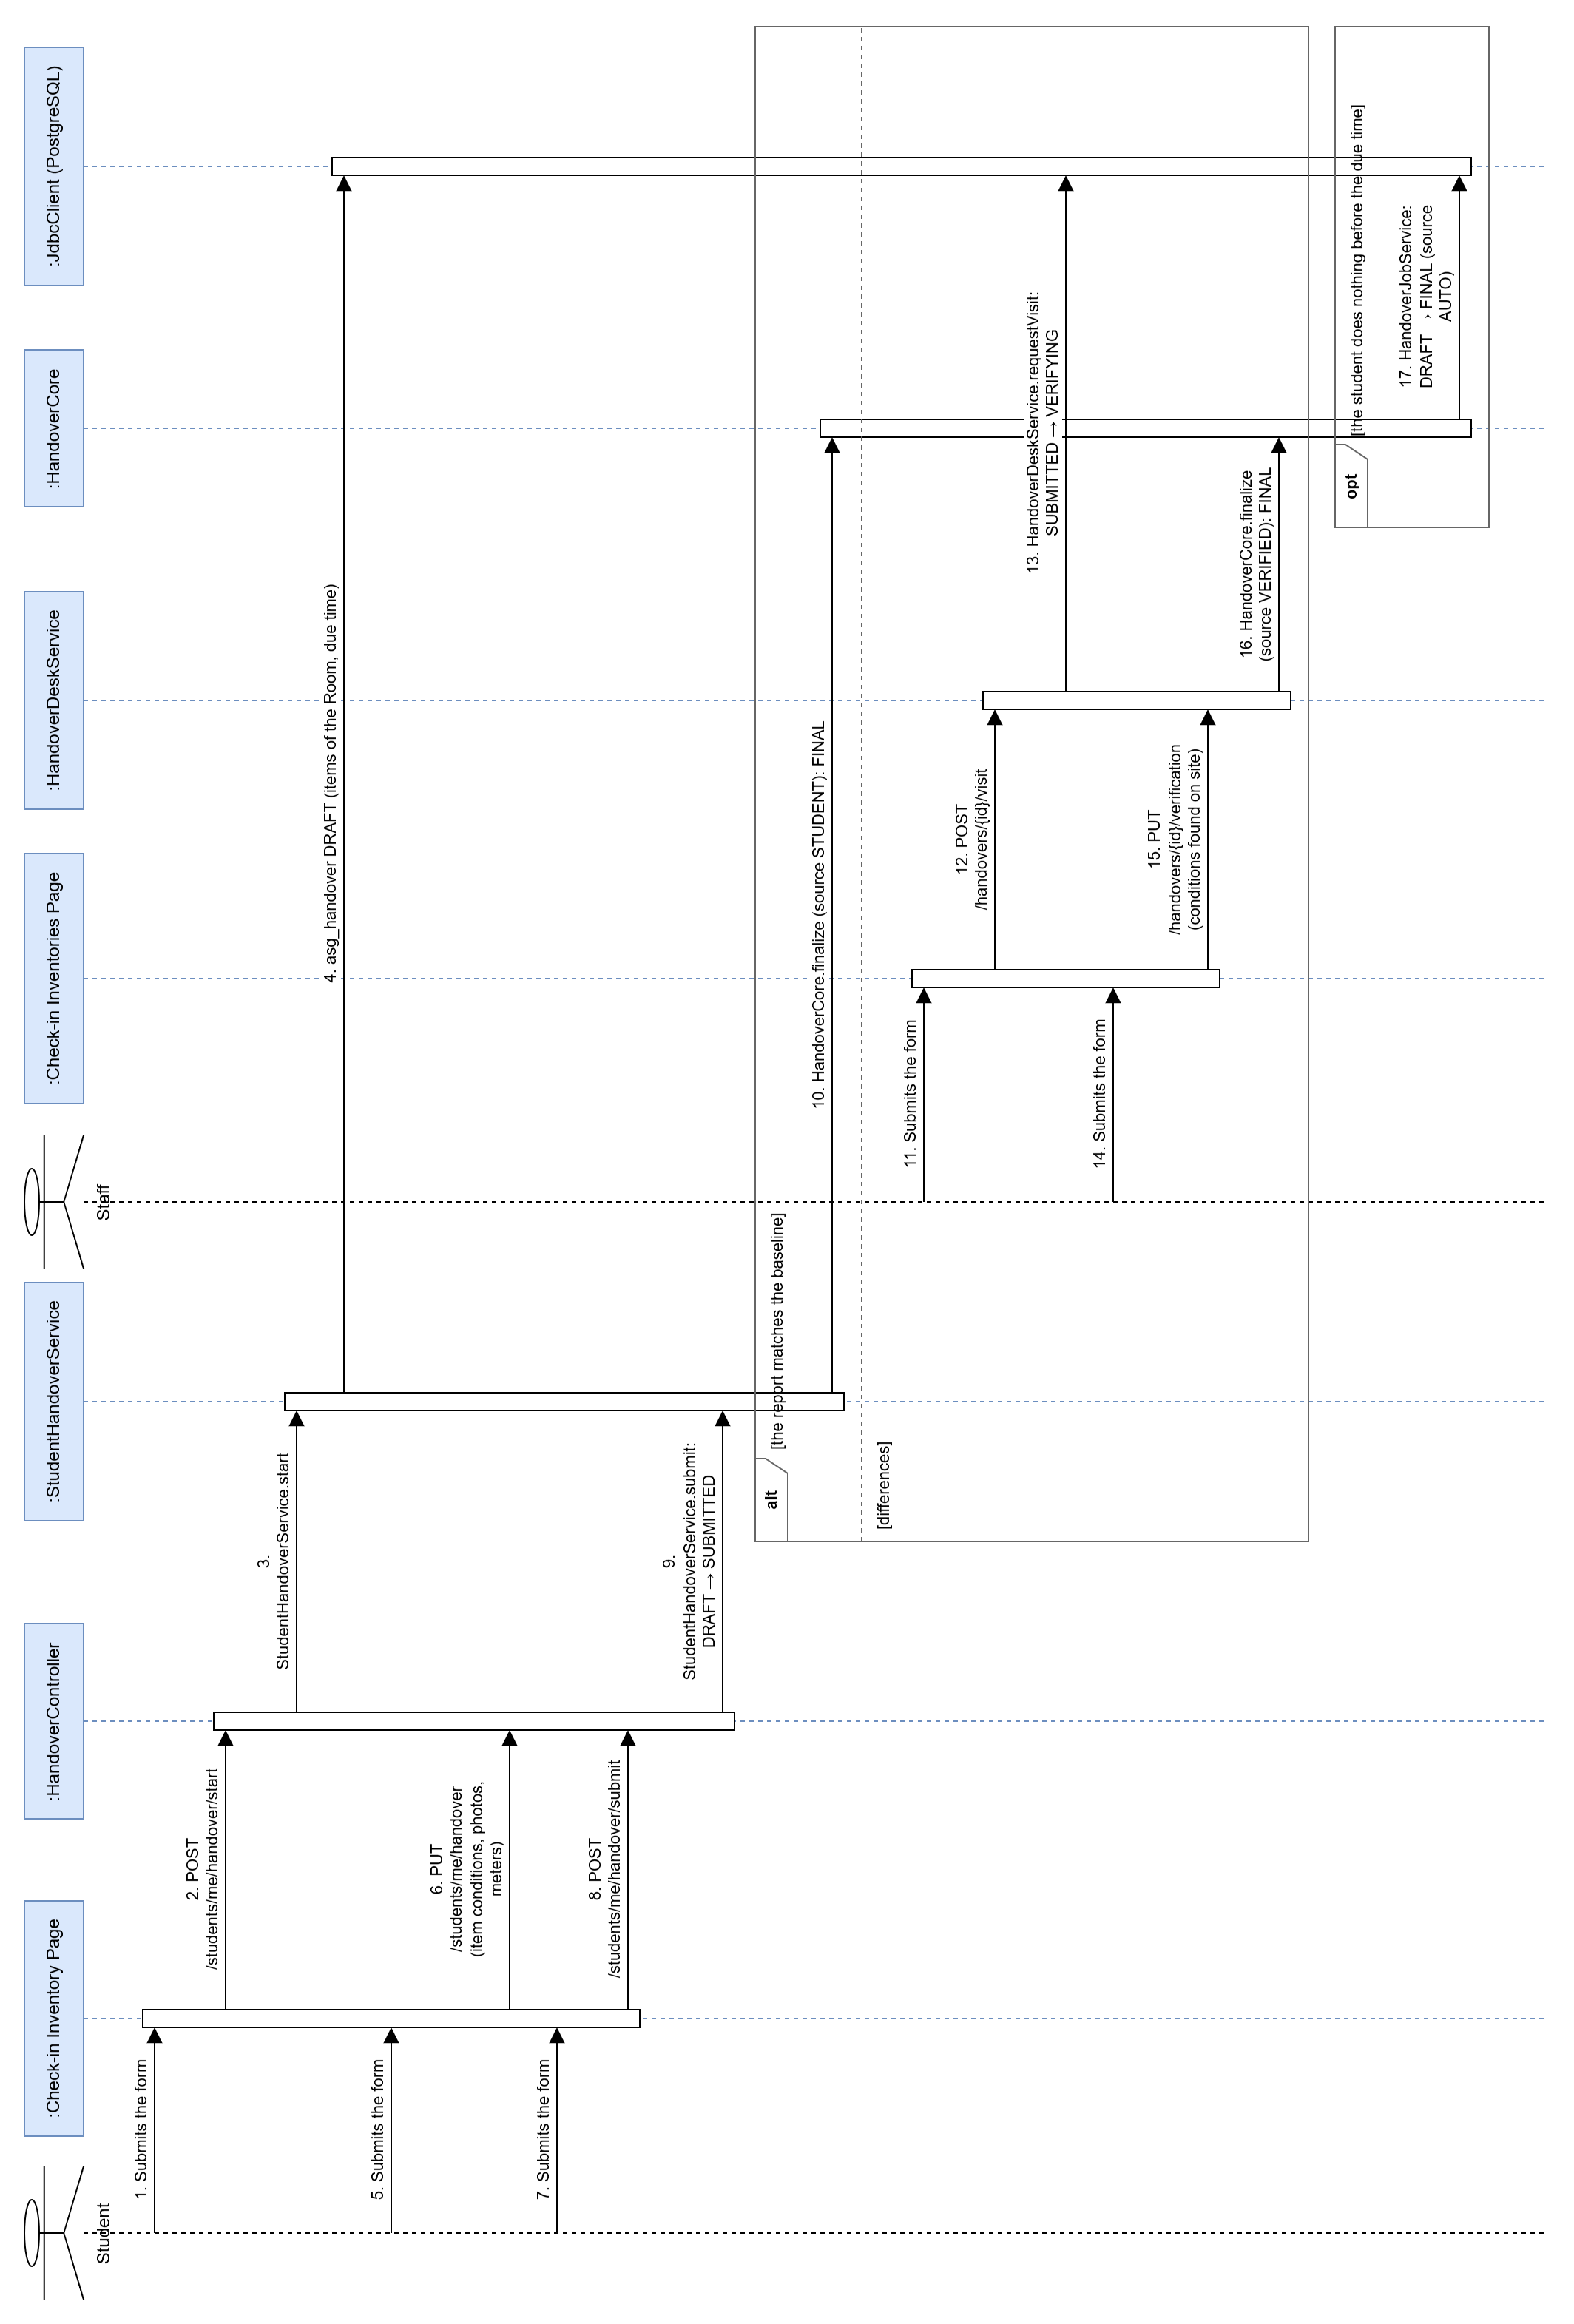 Student
:Check-in Inventory Page
:HandoverController
:StudentHandoverService
Staff
:Check-in Inventories Page
:HandoverDeskService
:HandoverCore
:JdbcClient (PostgreSQL)
1. Submits the form
2. POST
/students/me/handover/start
3.
StudentHandoverService.start
4. asg_handover DRAFT (items of the Room, due time)
5. Submits the form
6. PUT
/students/me/handover
(item conditions, photos,
meters)
7. Submits the form
8. POST
/students/me/handover/submit
9.
StudentHandoverService.submit:
DRAFT → SUBMITTED
alt
[the report matches the baseline]
10. HandoverCore.finalize (source STUDENT): FINAL
[differences]
11. Submits the form
12. POST
/handovers/{id}/visit
13. HandoverDeskService.requestVisit:
SUBMITTED → VERIFYING
14. Submits the form
15. PUT
/handovers/{id}/verification
(conditions found on site)
16. HandoverCore.finalize
(source VERIFIED): FINAL
opt
[the student does nothing before the due time]
17. HandoverJobService:
DRAFT → FINAL (source
AUTO)